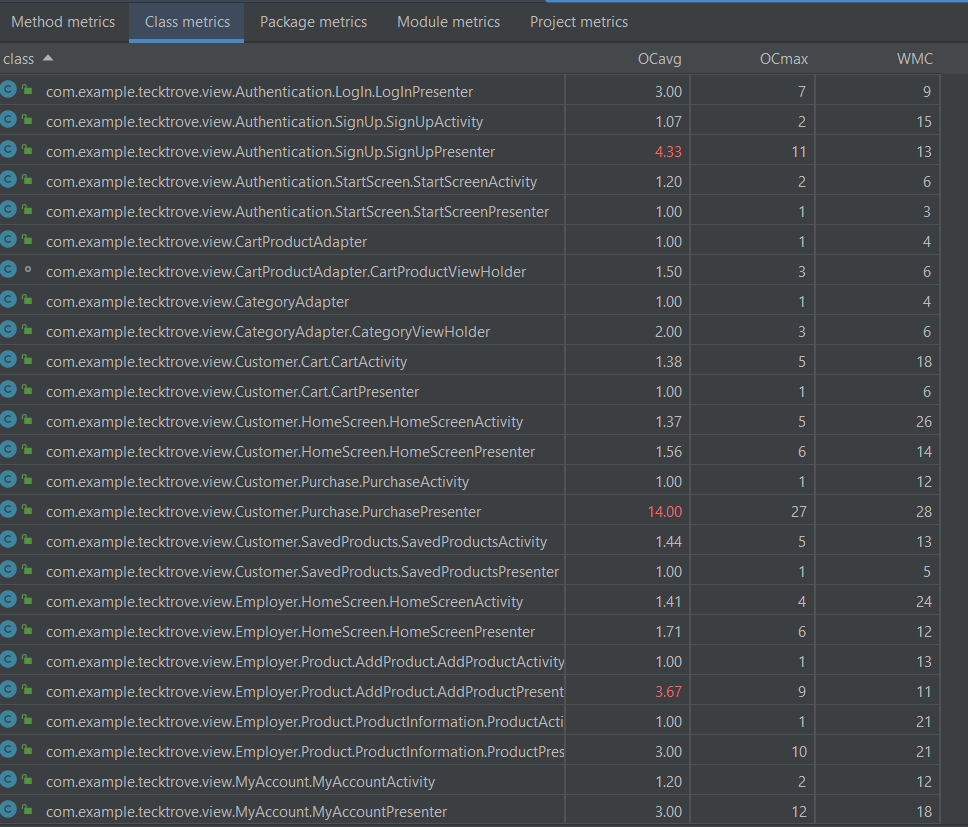 Method metrics Class metrics Package metrics Module metrics Project metrics
class OCavg OCmax WMC
com.example.tecktrove.view.Authentication.LogIn.LogInPresenter 3.00 7 9
com.example.tecktrove.view.Authentication.SignUp.SignUpActivity 1.07 2 15
com.example.tecktrove.view.Authentication.SignUp.SignUpPresenter 4.33 11 13
com.example.tecktrove.view.Authentication.StartScreen.StartScreenActivity 1.20 2 6
com.example.tecktrove.view.Authentication.StartScreen.StartScreenPresenter 1.00 1 3
com.example.tecktrove.view.CartProductAdapter 1.00 1 4
com.example.tecktrove.view.CartProductAdapter.CartProductViewHolder 1.50 3 6
com.example.tecktrove.view.CategoryAdapter 1.00 1 4
com.example.tecktrove.view.CategoryAdapter.CategoryViewHolder 2.00 3 6
com.example.tecktrove.view.Customer.Cart.CartActivity 1.38 5 18
com.example.tecktrove.view.Customer.Cart.CartPresenter 1.00 1 6
com.example.tecktrove.view.Customer.HomeScreen.HomeScreenActivity 1.37 5 26
com.example.tecktrove.view.Customer.HomeScreen.HomeScreenPresenter 1.56 6 14
com.example.tecktrove.view.Customer.Purchase.PurchaseActivity 1.00 1 12
com.example.tecktrove.view.Customer.Purchase.PurchasePresenter 14.00 27 28
com.example.tecktrove.view.Customer.SavedProducts.SavedProductsActivity 1.44 5 13
com.example.tecktrove.view.Customer.SavedProducts.SavedProductsPresenter 1.00 1 5
com.example.tecktrove.view.Employer.HomeScreen.HomeScreenActivity 1.41 4 24
com.example.tecktrove.view.Employer.HomeScreen.HomeScreenPresenter 1.71 6 12
com.example.tecktrove.view.Employer.Product.AddProduct.AddProductActivity 1.00 1 13
com.example.tecktrove.view.Employer.Product.AddProduct.AddProductPresent 3.67 9 11
com.example.tecktrove.view.Employer.Product.ProductInformation.ProductActi 1.00 1 21
com.example.tecktrove.view.Employer.Product.ProductInformation.ProductPres 3.00 10 21
com.example.tecktrove.view.MyAccount.MyAccountActivity 1.20 2 12
com.example.tecktrove.view.MyAccount.MyAccountPresenter 3.00 12 18